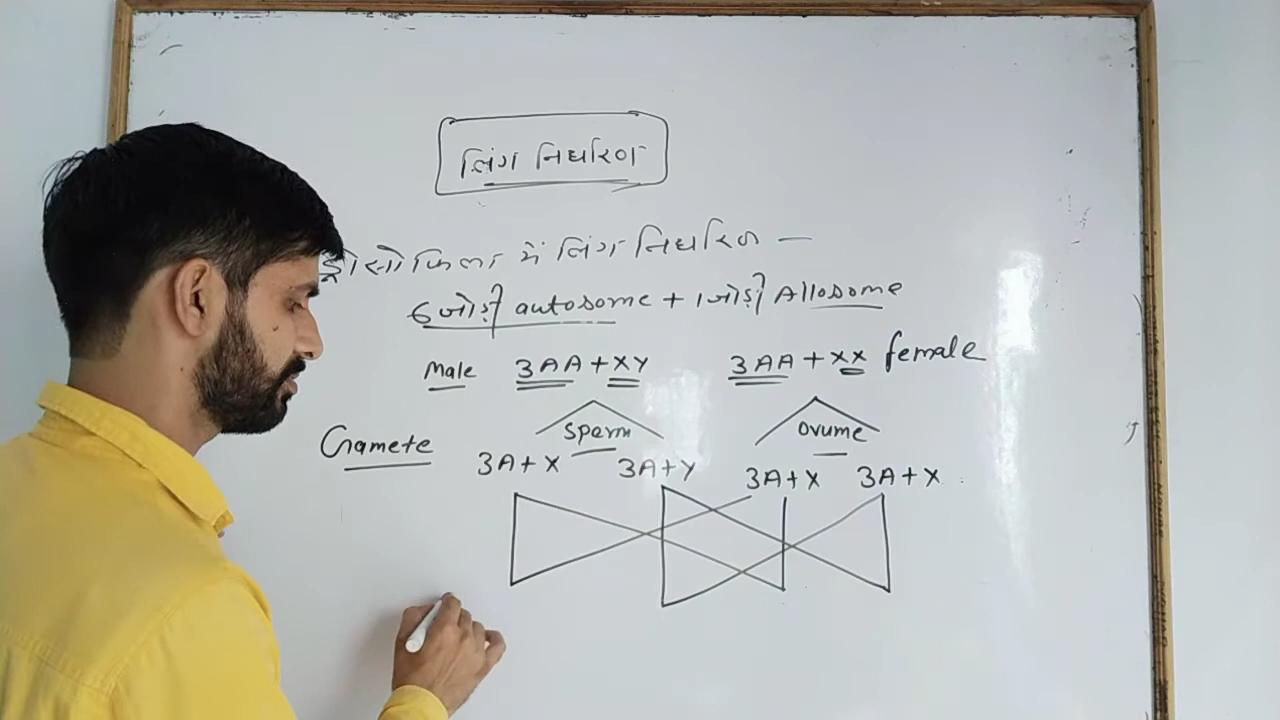 लिंग निर्धारण
ड्रोसोफिला में लिंग निर्धारण —
6 जोड़ी autosome + 1 जोड़ी Allosome
Male 3AA + XY 3AA + XX female
Gamete Sperm Ovume
3A+X 3A+Y 3A+X 3A+X